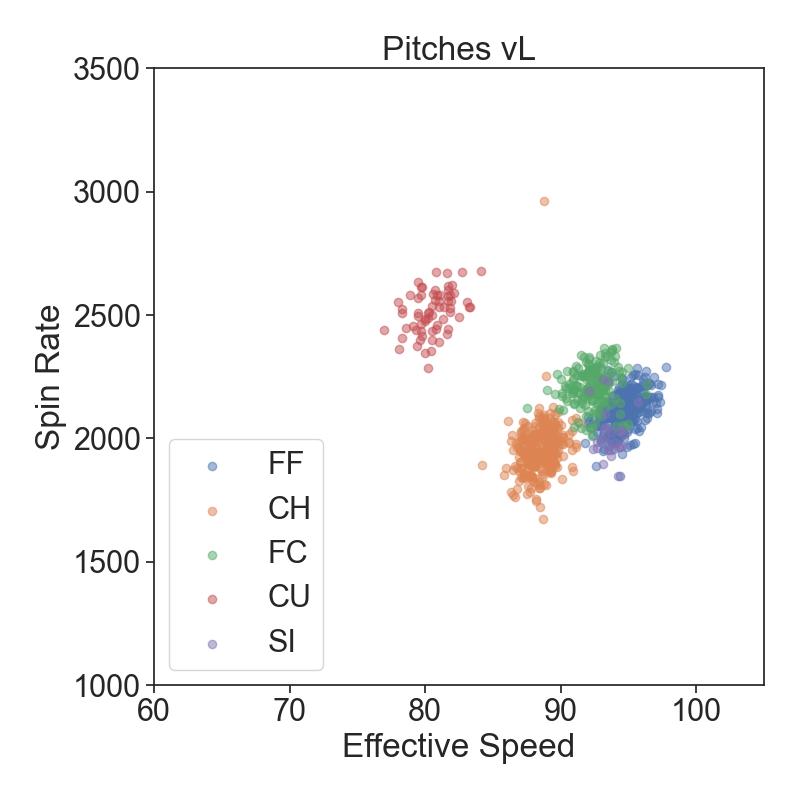 Pitches vL
3500
3000
2500
2000
1500
1000
Spin Rate
FF
CH
FC
CU
SI
60 70 80 90 100
Effective Speed